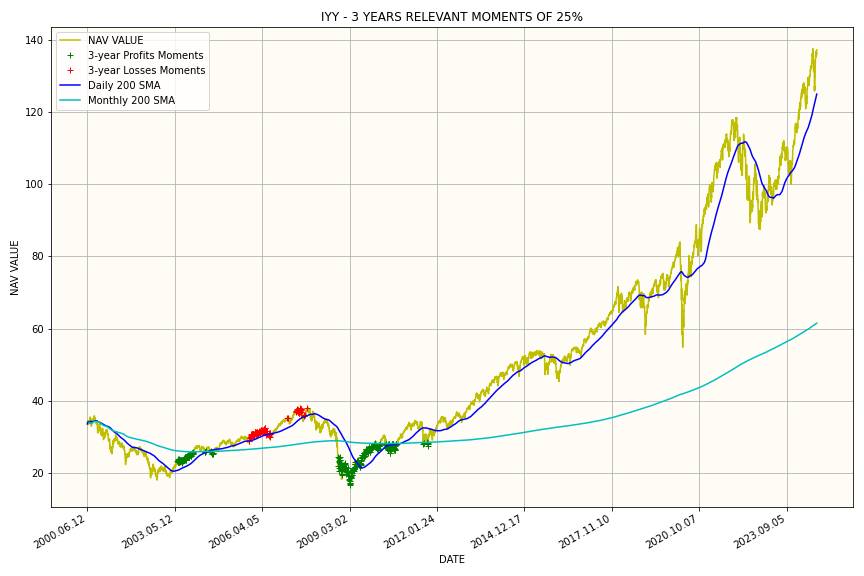 IYY - 3 YEARS RELEVANT MOMENTS OF 25%
NAV VALUE
3-year Profits Moments
3-year Losses Moments
Daily 200 SMA
Monthly 200 SMA
NAV VALUE
140
120
100
80
60
40
20
2000.06.12
2003.05.12
2006.04.05
2009.03.02
2012.01.24
2014.12.17
2017.11.10
2020.10.07
2023.09.05
DATE